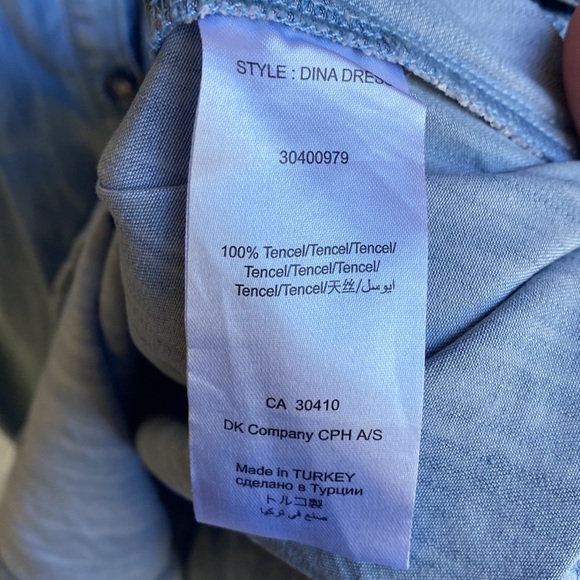 STYLE : DINA DRESS
30400979
100% Tencel/Tencel/Tencel/
Tencel/Tencel/Tencel/
Tencel/Tencel/天丝/ايوسل
CA 30410
DK Company CPH A/S
Made in TURKEY
сделано в Турции
トルコ製
صنع في تركيا